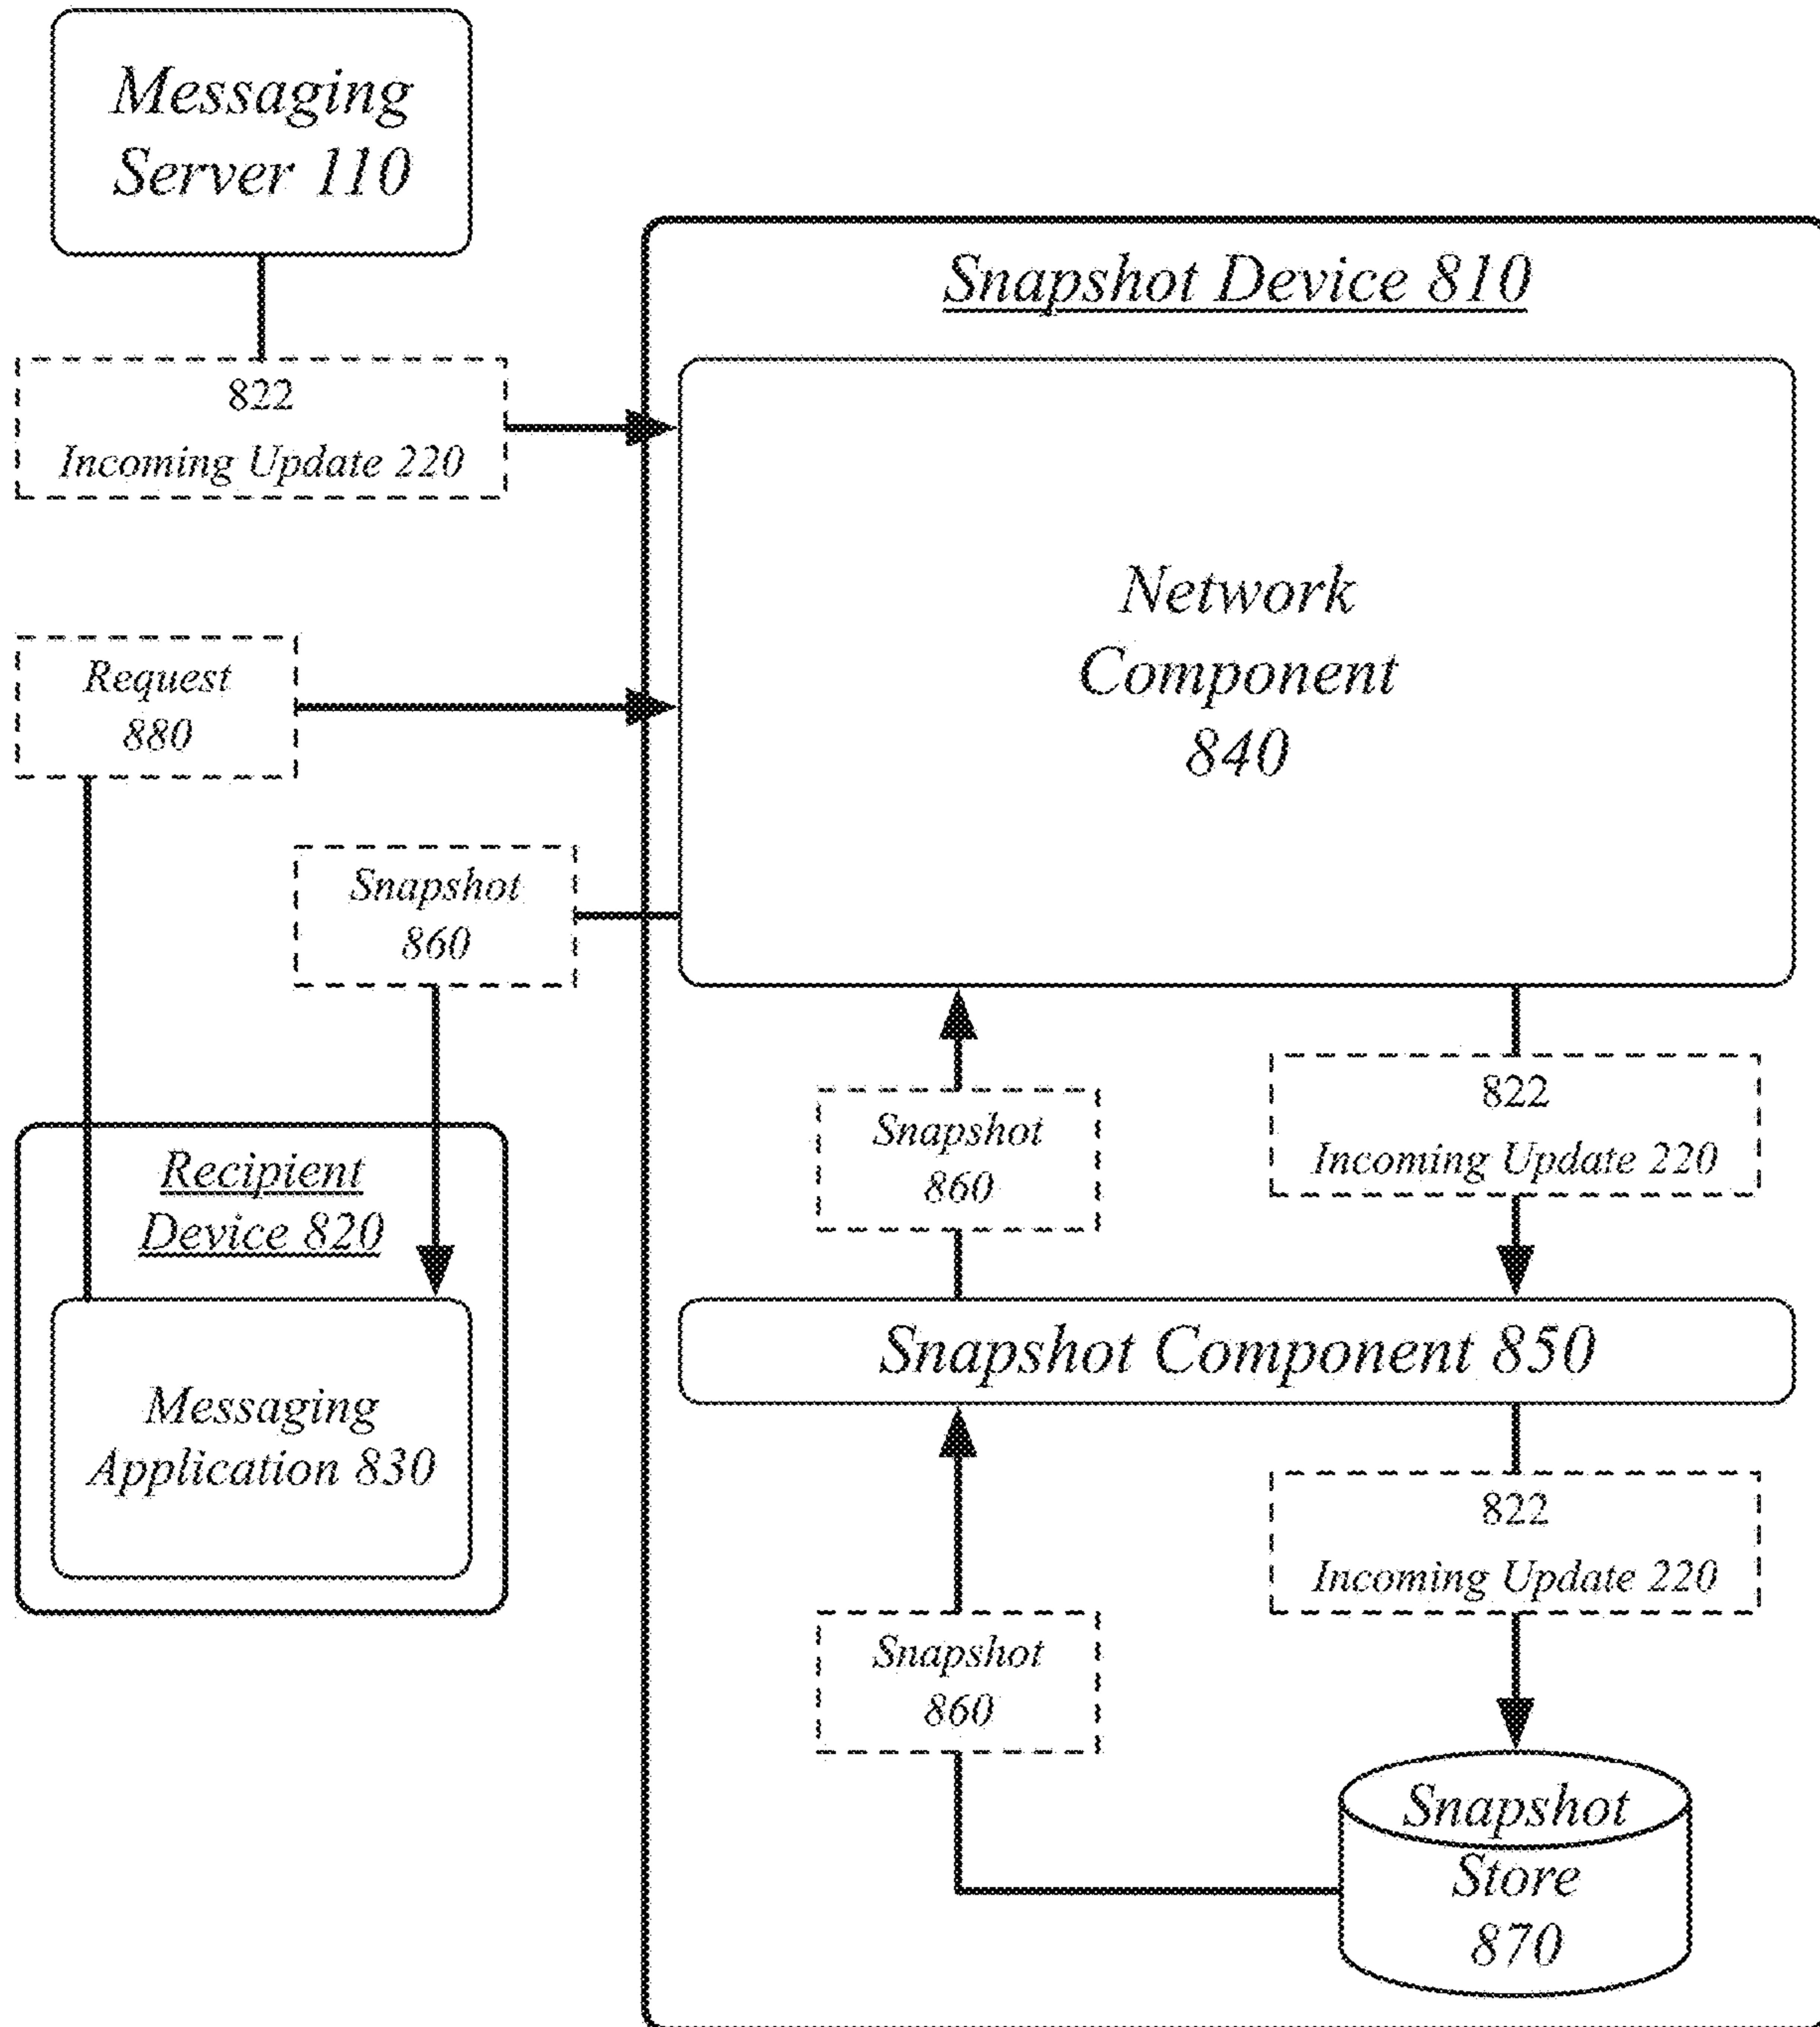 Messaging
Server 110
Snapshot Device 810
822
Incoming Update 220
Network
Component
840
Request
880
Snapshot
860
Snapshot
860
822
Incoming Update 220
Recipient
Device 820
Messaging
Application 830
Snapshot Component 850
822
Incoming Update 220
Snapshot
860
Snapshot
Store
870